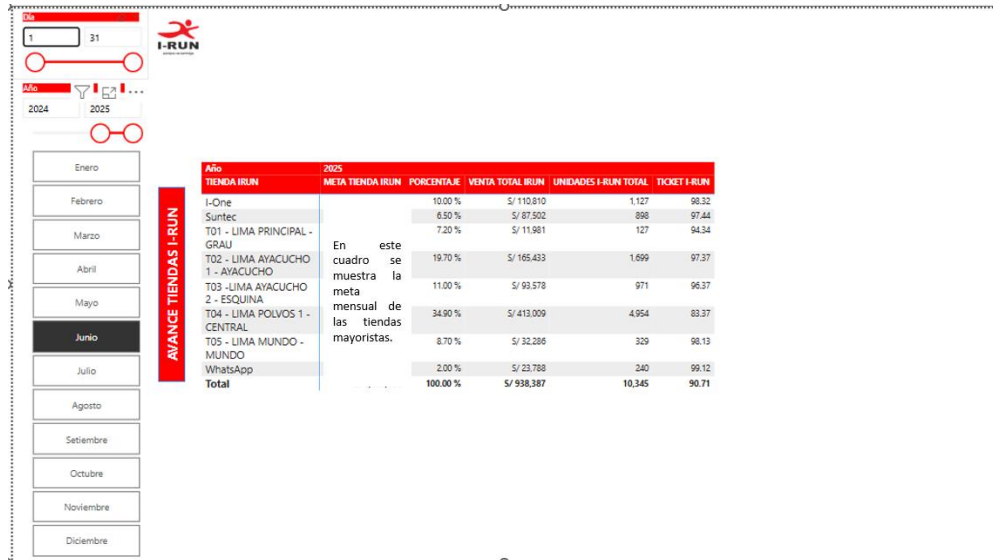 Día
1 31
I-RUN
Año
2024 2025
Enero
Febrero
Marzo
Abril
Mayo
Junio
Julio
Agosto
Setiembre
Octubre
Noviembre
Diciembre
AVANCE TIENDAS I-RUN
Año 2025
TIENDA IRUN META TIENDA IRUN PORCENTAJE VENTA TOTAL IRUN UNIDADES I-RUN TOTAL TICKET I-RUN
I-One 10.00 % S/ 110,810 1,127 98.32
Suntec 6.50 % S/ 87,502 898 97.44
T01 - LIMA PRINCIPAL - 7.20 % S/ 11,981 127 94.34
GRAU
T02 - LIMA AYACUCHO 19.70 % S/ 165,433 1,699 97.37
1 - AYACUCHO
T03 -LIMA AYACUCHO 11.00 % S/ 93,578 971 96.37
2 - ESQUINA
T04 - LIMA POLVOS 1 - 34.90 % S/ 413,009 4,954 83.37
CENTRAL
T05 - LIMA MUNDO - 8.70 % S/ 32,286 329 98.13
MUNDO
WhatsApp 2.00 % S/ 23,788 240 99.12
Total 100.00 % S/ 938,387 10,345 90.71
En este
cuadro se
muestra la
meta
mensual de
las tiendas
mayoristas.